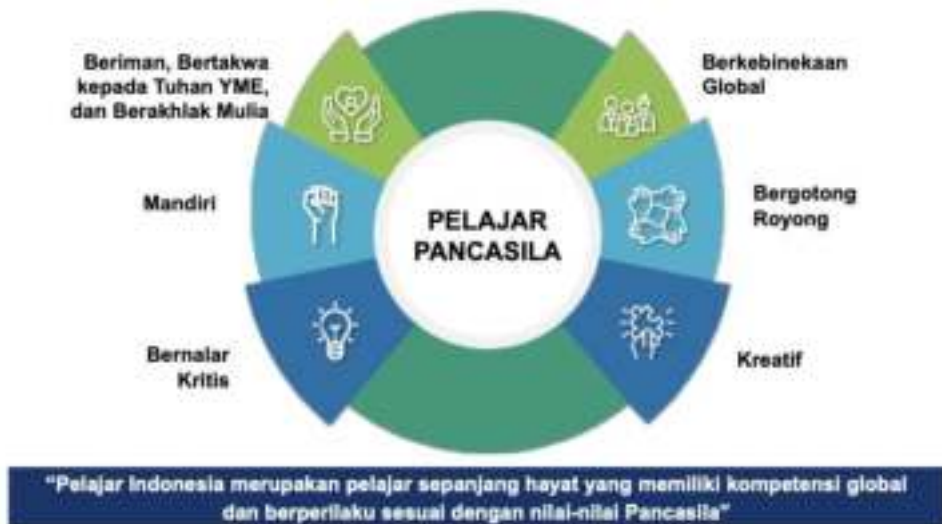 Beriman, Bertakwa
kepada Tuhan YME,
dan Berakhlak Mulia
Berkebinekaan
Global
Mandiri
PELAJAR
PANCASILA
Bergotong
Royong
Bernalar
Kritis
Kreatif
"Pelajar Indonesia merupakan pelajar sepanjang hayat yang memiliki kompetensi global
dan berperilaku sesuai dengan nilai-nilai Pancasila"